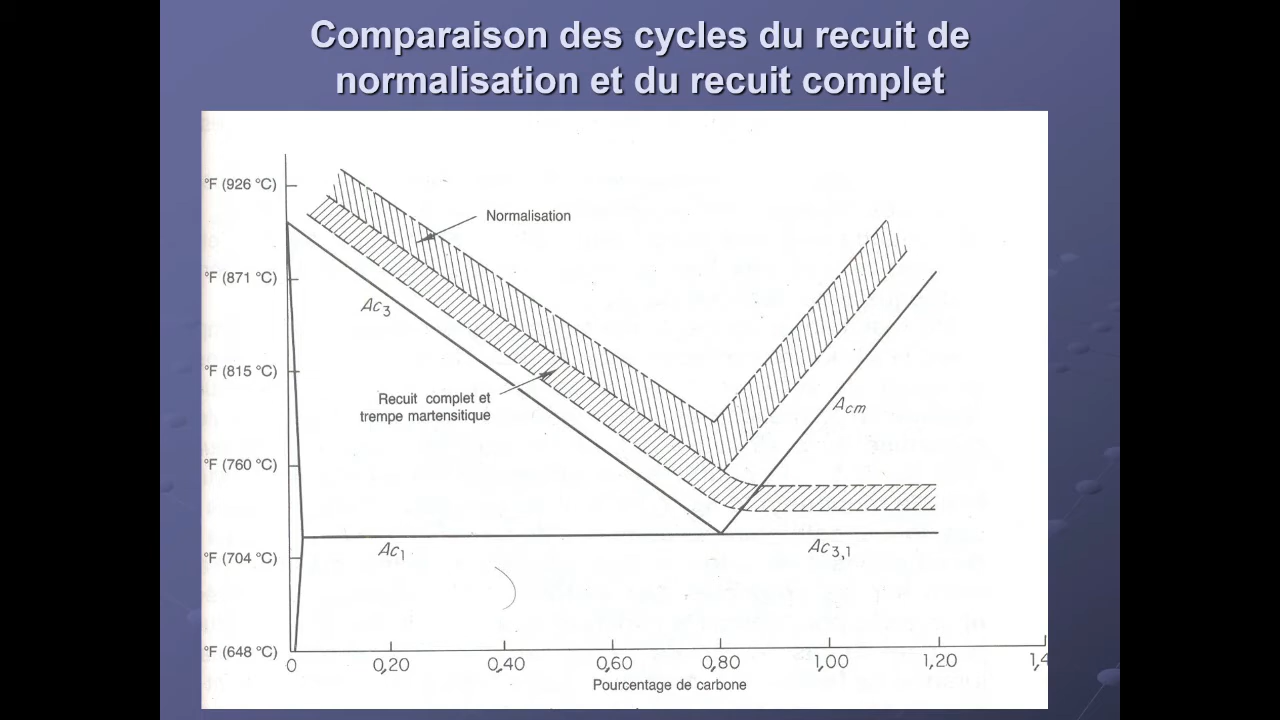 Comparaison des cycles du recuit de
normalisation et du recuit complet
°F (926 °C)
Normalisation
°F (871 °C)
Ac3
°F (815 °C)
Recuit complet et
trempe martensitique
Acm
°F (760 °C)
Ac1
Ac3,1
°F (704 °C)
°F (648 °C)
0
0,20
0,40
0,60
0,80
1,00
1,20
1,4
Pourcentage de carbone